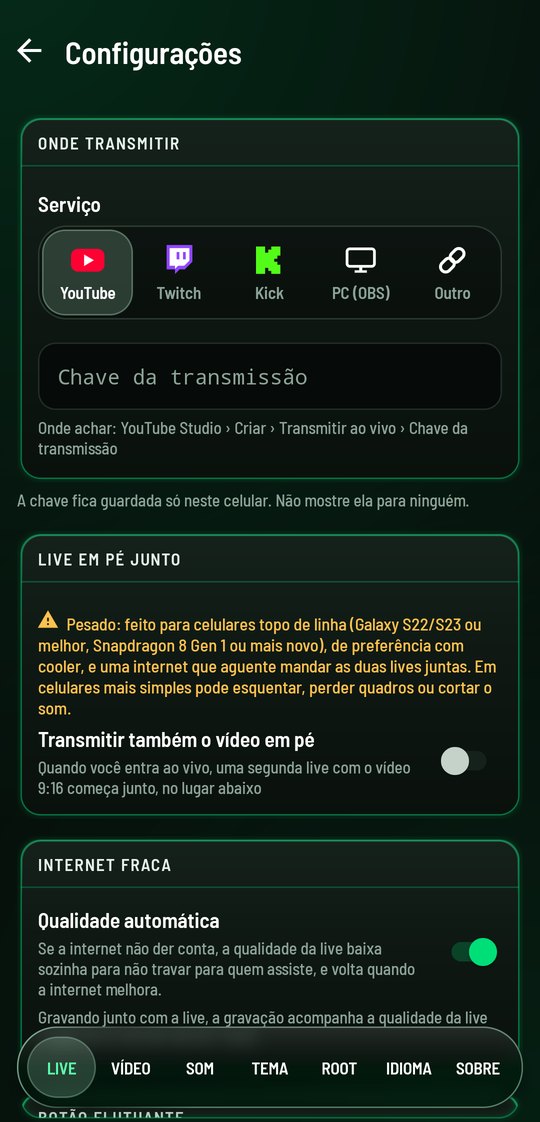 Configurações
ONDE TRANSMITIR
Serviço
YouTube
Twitch
Kick
PC (OBS)
Outro
Chave da transmissão
Onde achar: YouTube Studio › Criar › Transmitir ao vivo › Chave da
transmissão
A chave fica guardada só neste celular. Não mostre ela para ninguém.
LIVE EM PÉ JUNTO
Pesado: feito para celulares topo de linha (Galaxy S22/S23 ou
melhor, Snapdragon 8 Gen 1 ou mais novo), de preferência com
cooler, e uma internet que aguente mandar as duas lives juntas. Em
celulares mais simples pode esquentar, perder quadros ou cortar o
som.
Transmitir também o vídeo em pé
Quando você entra ao vivo, uma segunda live com o vídeo
9:16 começa junto, no lugar abaixo
INTERNET FRACA
Qualidade automática
Se a internet não der conta, a qualidade da live baixa
sozinha para não travar para quem assiste, e volta quando
a internet melhora.
Gravando junto com a live, a gravação acompanha a qualidade da live
LIVE
VÍDEO
SOM
TEMA
ROOT
IDIOMA
SOBRE
BOTÃO FLUTUANTE